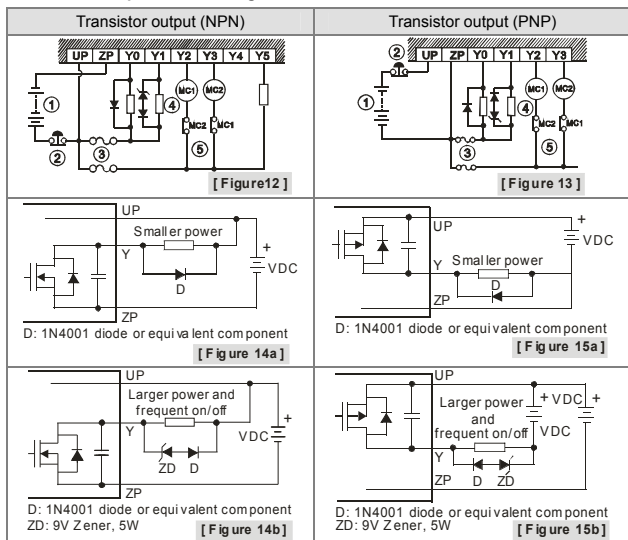 Transistor output (NPN)
Transistor output (PNP)
UP ZP Y0 Y1 Y2 Y3 Y4 Y5
MC1 MC2
①
④
MC2 MC1
②
③
⑤
[ Figure12 ]
②
UP ZP Y0 Y1 Y2 Y3
MC1 MC2
①
④
MC2 MC1
③
⑤
[ Figure 13 ]
UP
Smaller power
Y
+
VDC
D
ZP
D: 1N4001 diode or equivalent component
[ Figure 14a ]
UP
+
VDC
Smaller power
Y
D
ZP
D: 1N4001 diode or equivalent component
[ Figure 15a ]
UP
Larger power and
frequent on/off
Y
+
VDC
ZD D
ZP
D: 1N4001 diode or equivalent component
ZD: 9V Zener, 5W
[ Figure 14b ]
UP
Larger power
and
frequent on/off
+ VDC +
VDC
Y
ZP D ZD
D: 1N4001 diode or equivalent component
ZD: 9V Zener, 5W
[ Figure 15b ]